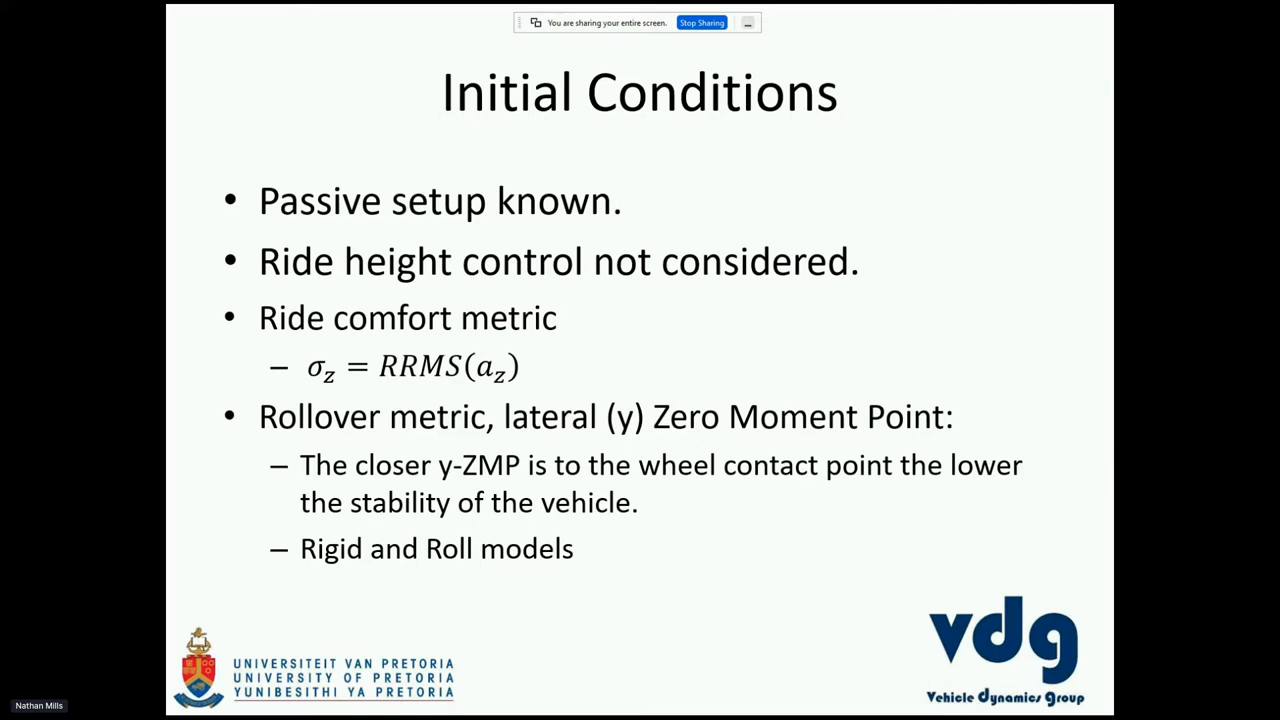 You are sharing your entire screen. Stop Sharing
Initial Conditions
• Passive setup known.
• Ride height control not considered.
• Ride comfort metric
– σ_z = RRMS(a_z)
• Rollover metric, lateral (y) Zero Moment Point:
– The closer y-ZMP is to the wheel contact point the lower
the stability of the vehicle.
– Rigid and Roll models
UNIVERSITEIT VAN PRETORIA
UNIVERSITY OF PRETORIA
YUNIBESITHI YA PRETORIA
vdg
Vehicle Dynamics Group
Nathan Mills